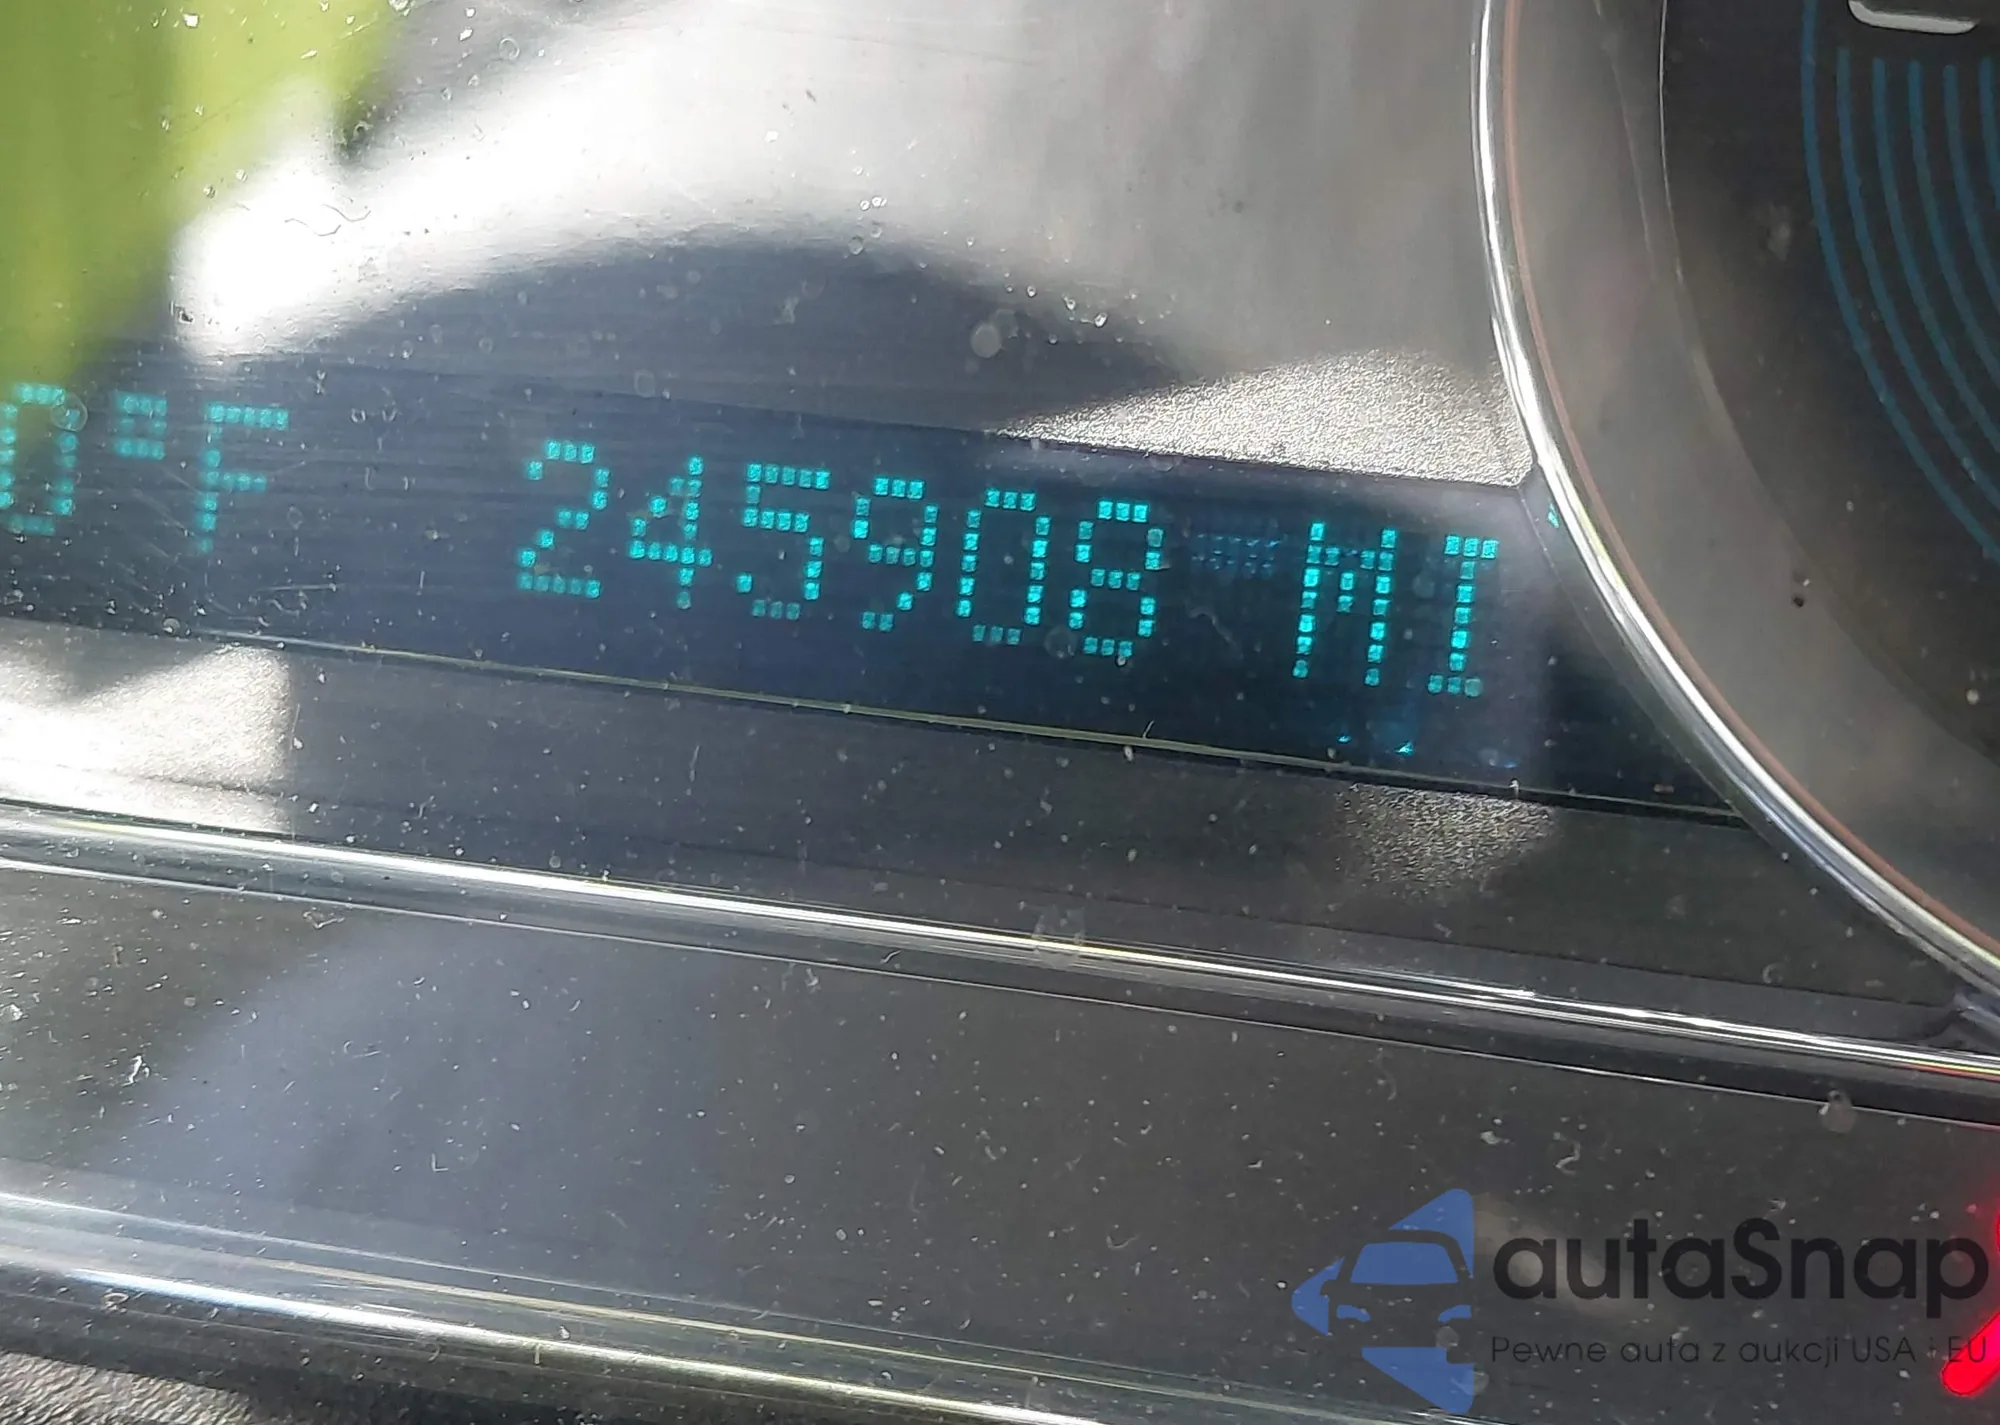 0°F 245908 MI
autaSnap
Pewne auta z aukcji USA i EU